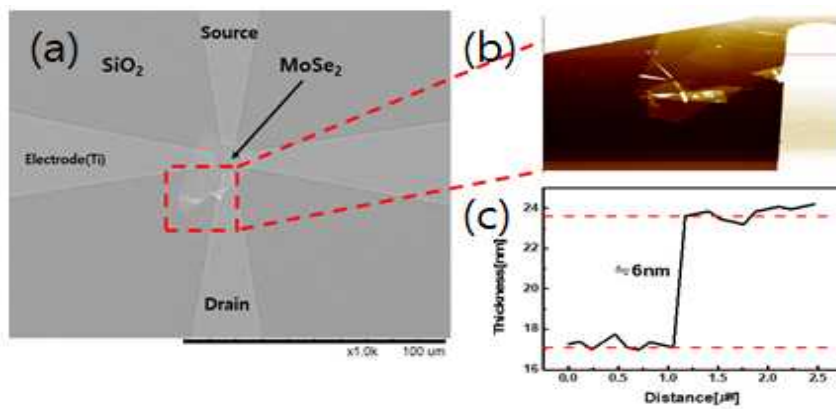 (a)
Source
SiO2
MoSe2
Electrode(Ti)
Drain
x1.0k 100 um
(b)
(c)
Thickness[nm]
24
22
20
18
16
≒6nm
0.0 0.5 1.0 1.5 2.0 2.5
Distance[㎛]